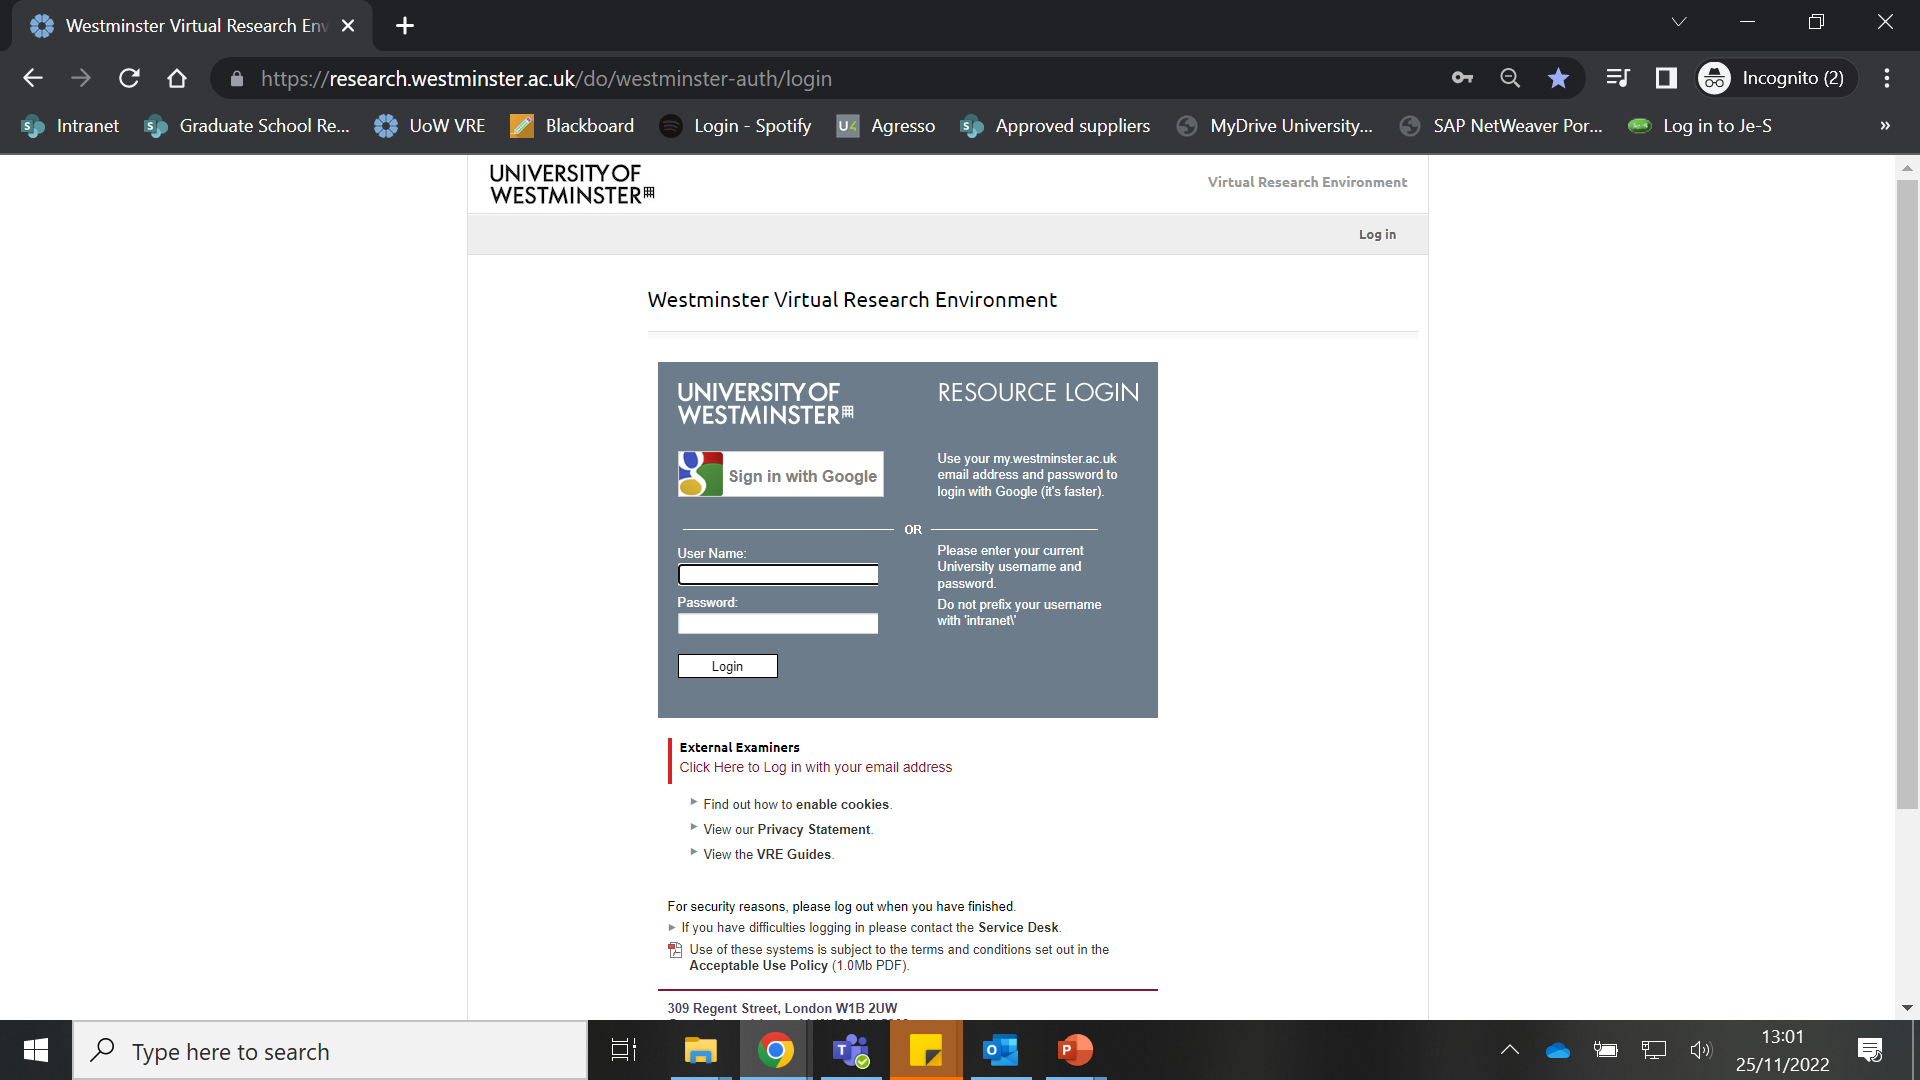 Westminster Virtual Research Env
https://research.westminster.ac.uk/do/westminster-auth/login
Incognito (2)
Intranet
Graduate School Re...
UoW VRE
Blackboard
Login - Spotify
U4
Agresso
Approved suppliers
MyDrive University...
SAP NetWeaver Por...
Log in to Je-S
»
UNIVERSITY OF
WESTMINSTER
Virtual Research Environment
Log in
Westminster Virtual Research Environment
UNIVERSITY OF
WESTMINSTER
RESOURCE LOGIN
Sign in with Google
Use your my.westminster.ac.uk
email address and password to
login with Google (it's faster).
OR
User Name:
Please enter your current
University username and
password.
Password:
Do not prefix your username
with 'intranet\'
Login
External Examiners
Click Here to Log in with your email address
Find out how to enable cookies.
View our Privacy Statement.
View the VRE Guides.
For security reasons, please log out when you have finished.
If you have difficulties logging in please contact the Service Desk.
Use of these systems is subject to the terms and conditions set out in the
Acceptable Use Policy (1.0Mb PDF).
309 Regent Street, London W1B 2UW
Type here to search
13:01
25/11/2022